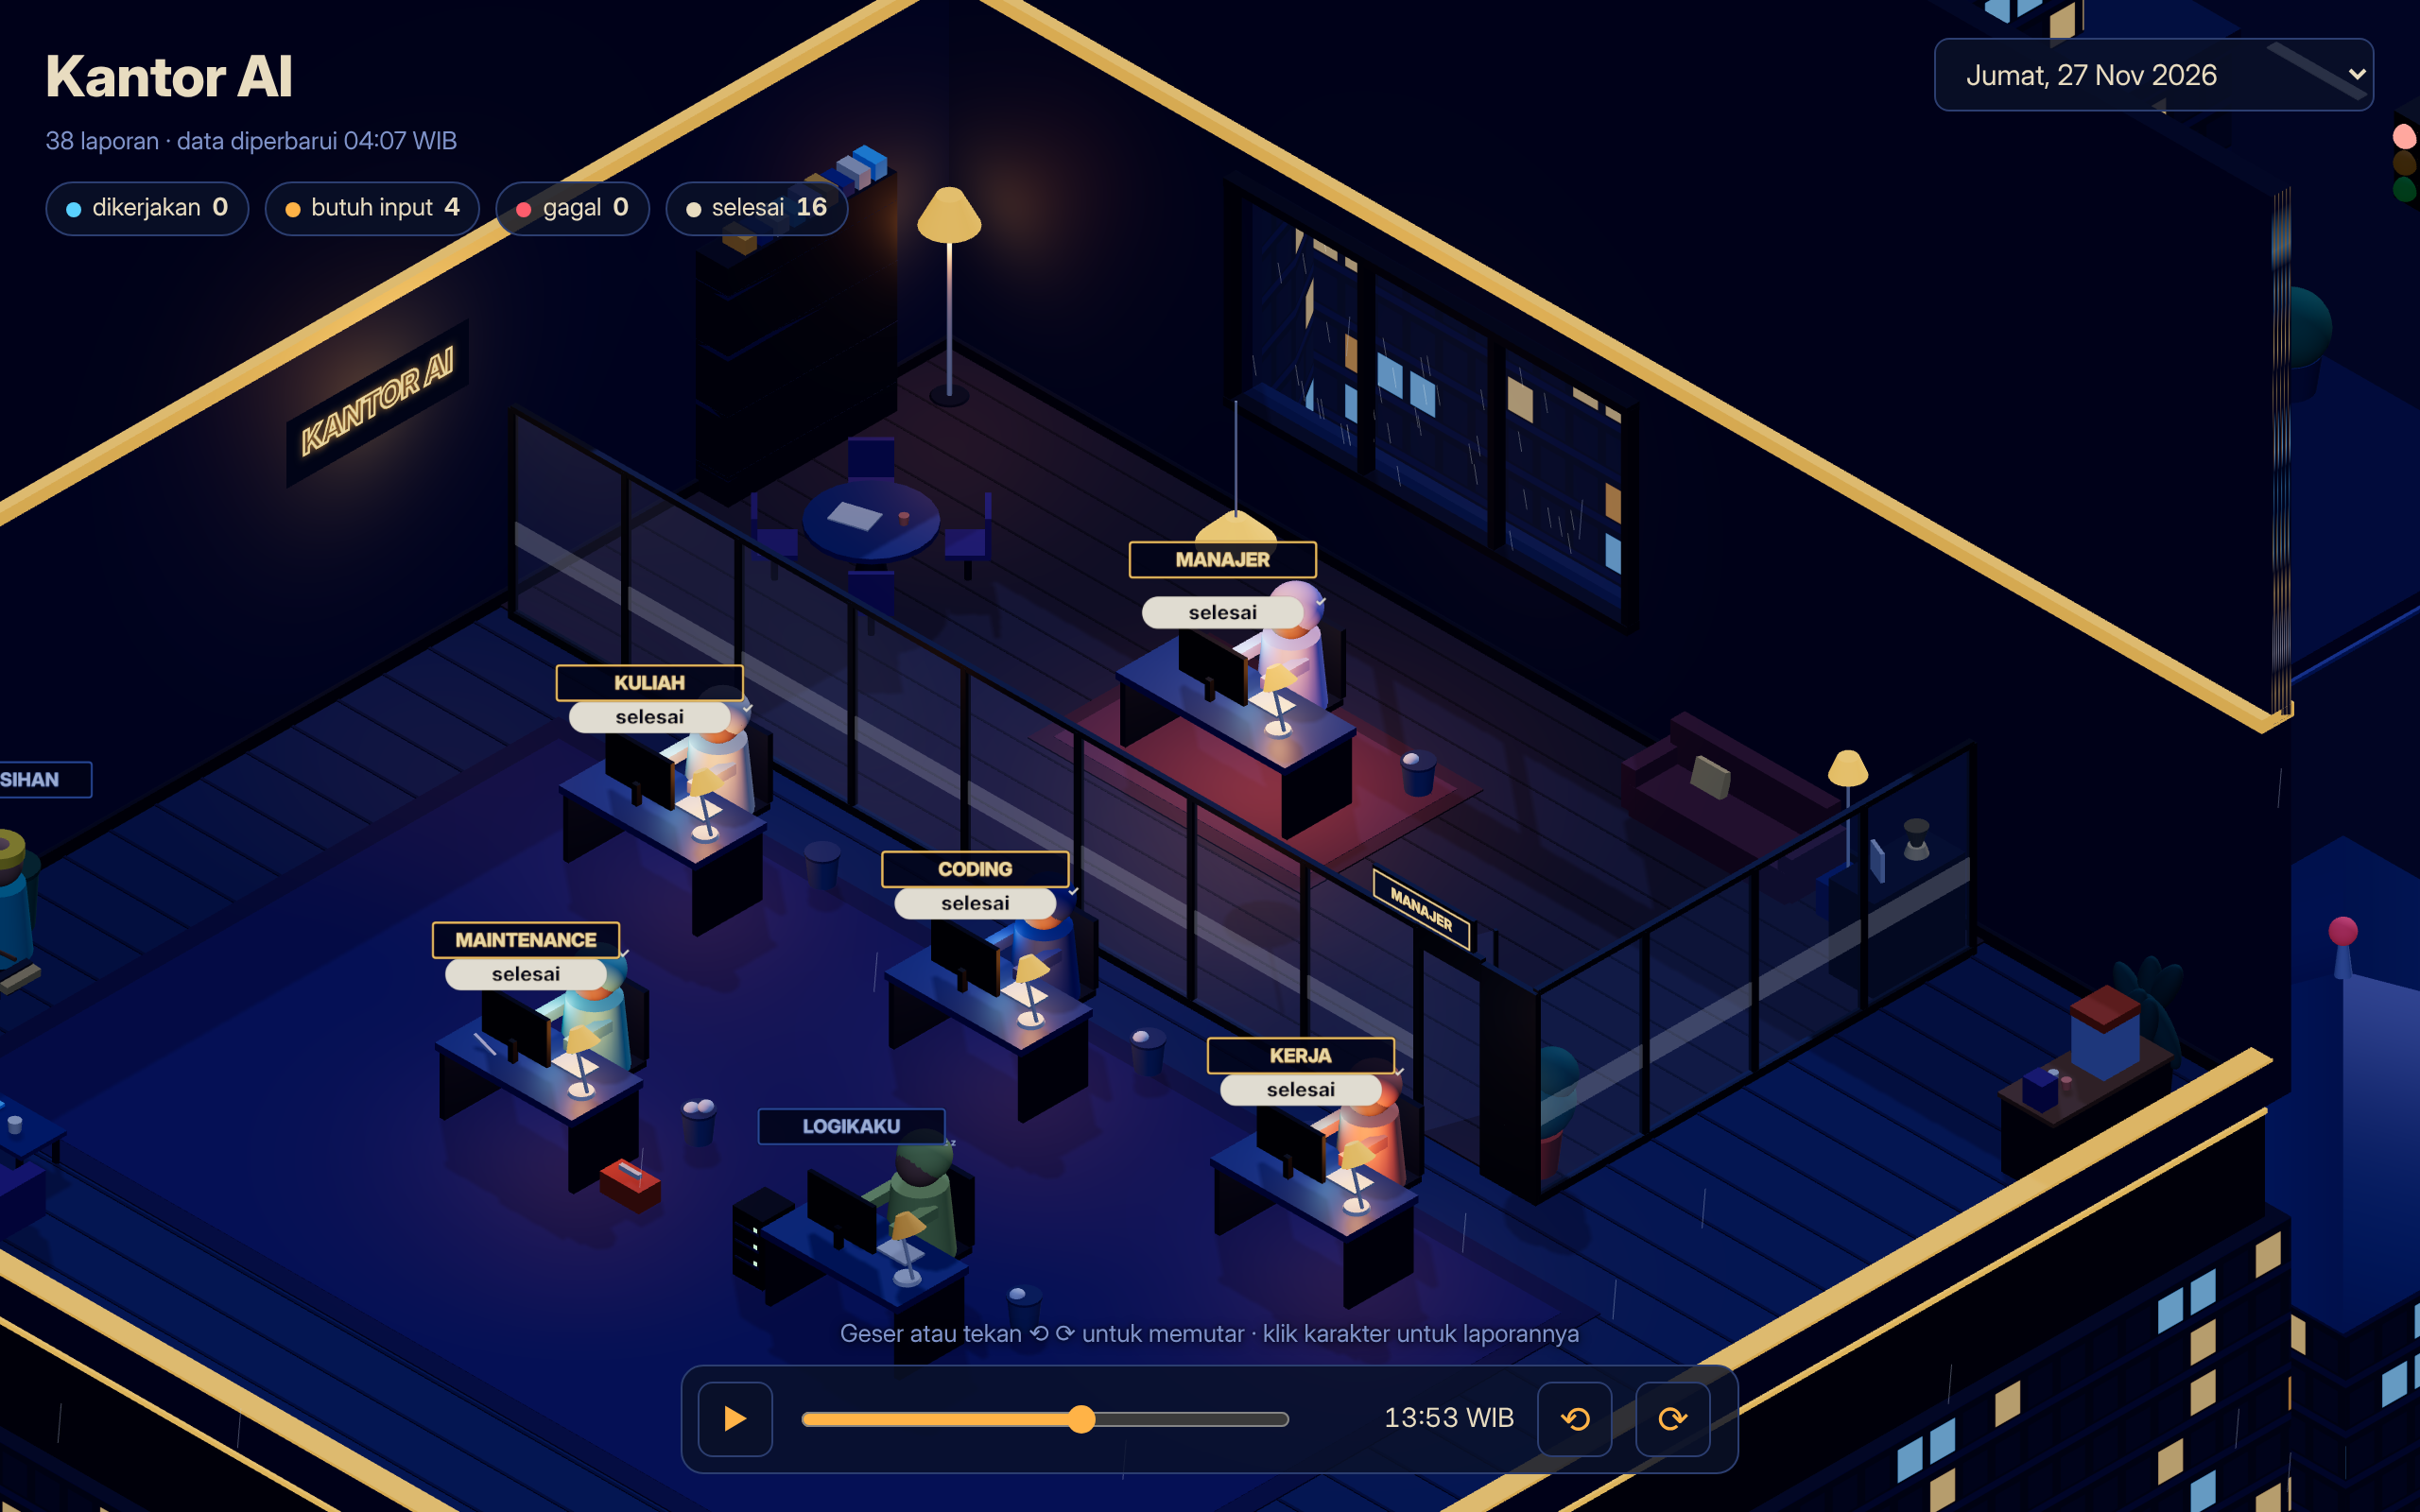 Kantor AI
38 laporan · data diperbarui 04:07 WIB
dikerjakan 0
butuh input 4
gagal 0
selesai 16
Jumat, 27 Nov 2026
KANTOR AI
MANAJER
selesai
KULIAH
selesai
SIHAN
CODING
selesai
MANAJER
MAINTENANCE
selesai
KERJA
selesai
LOGIKAKU
zz
Geser atau tekan ⟲ ⟳ untuk memutar · klik karakter untuk laporannya
13:53 WIB